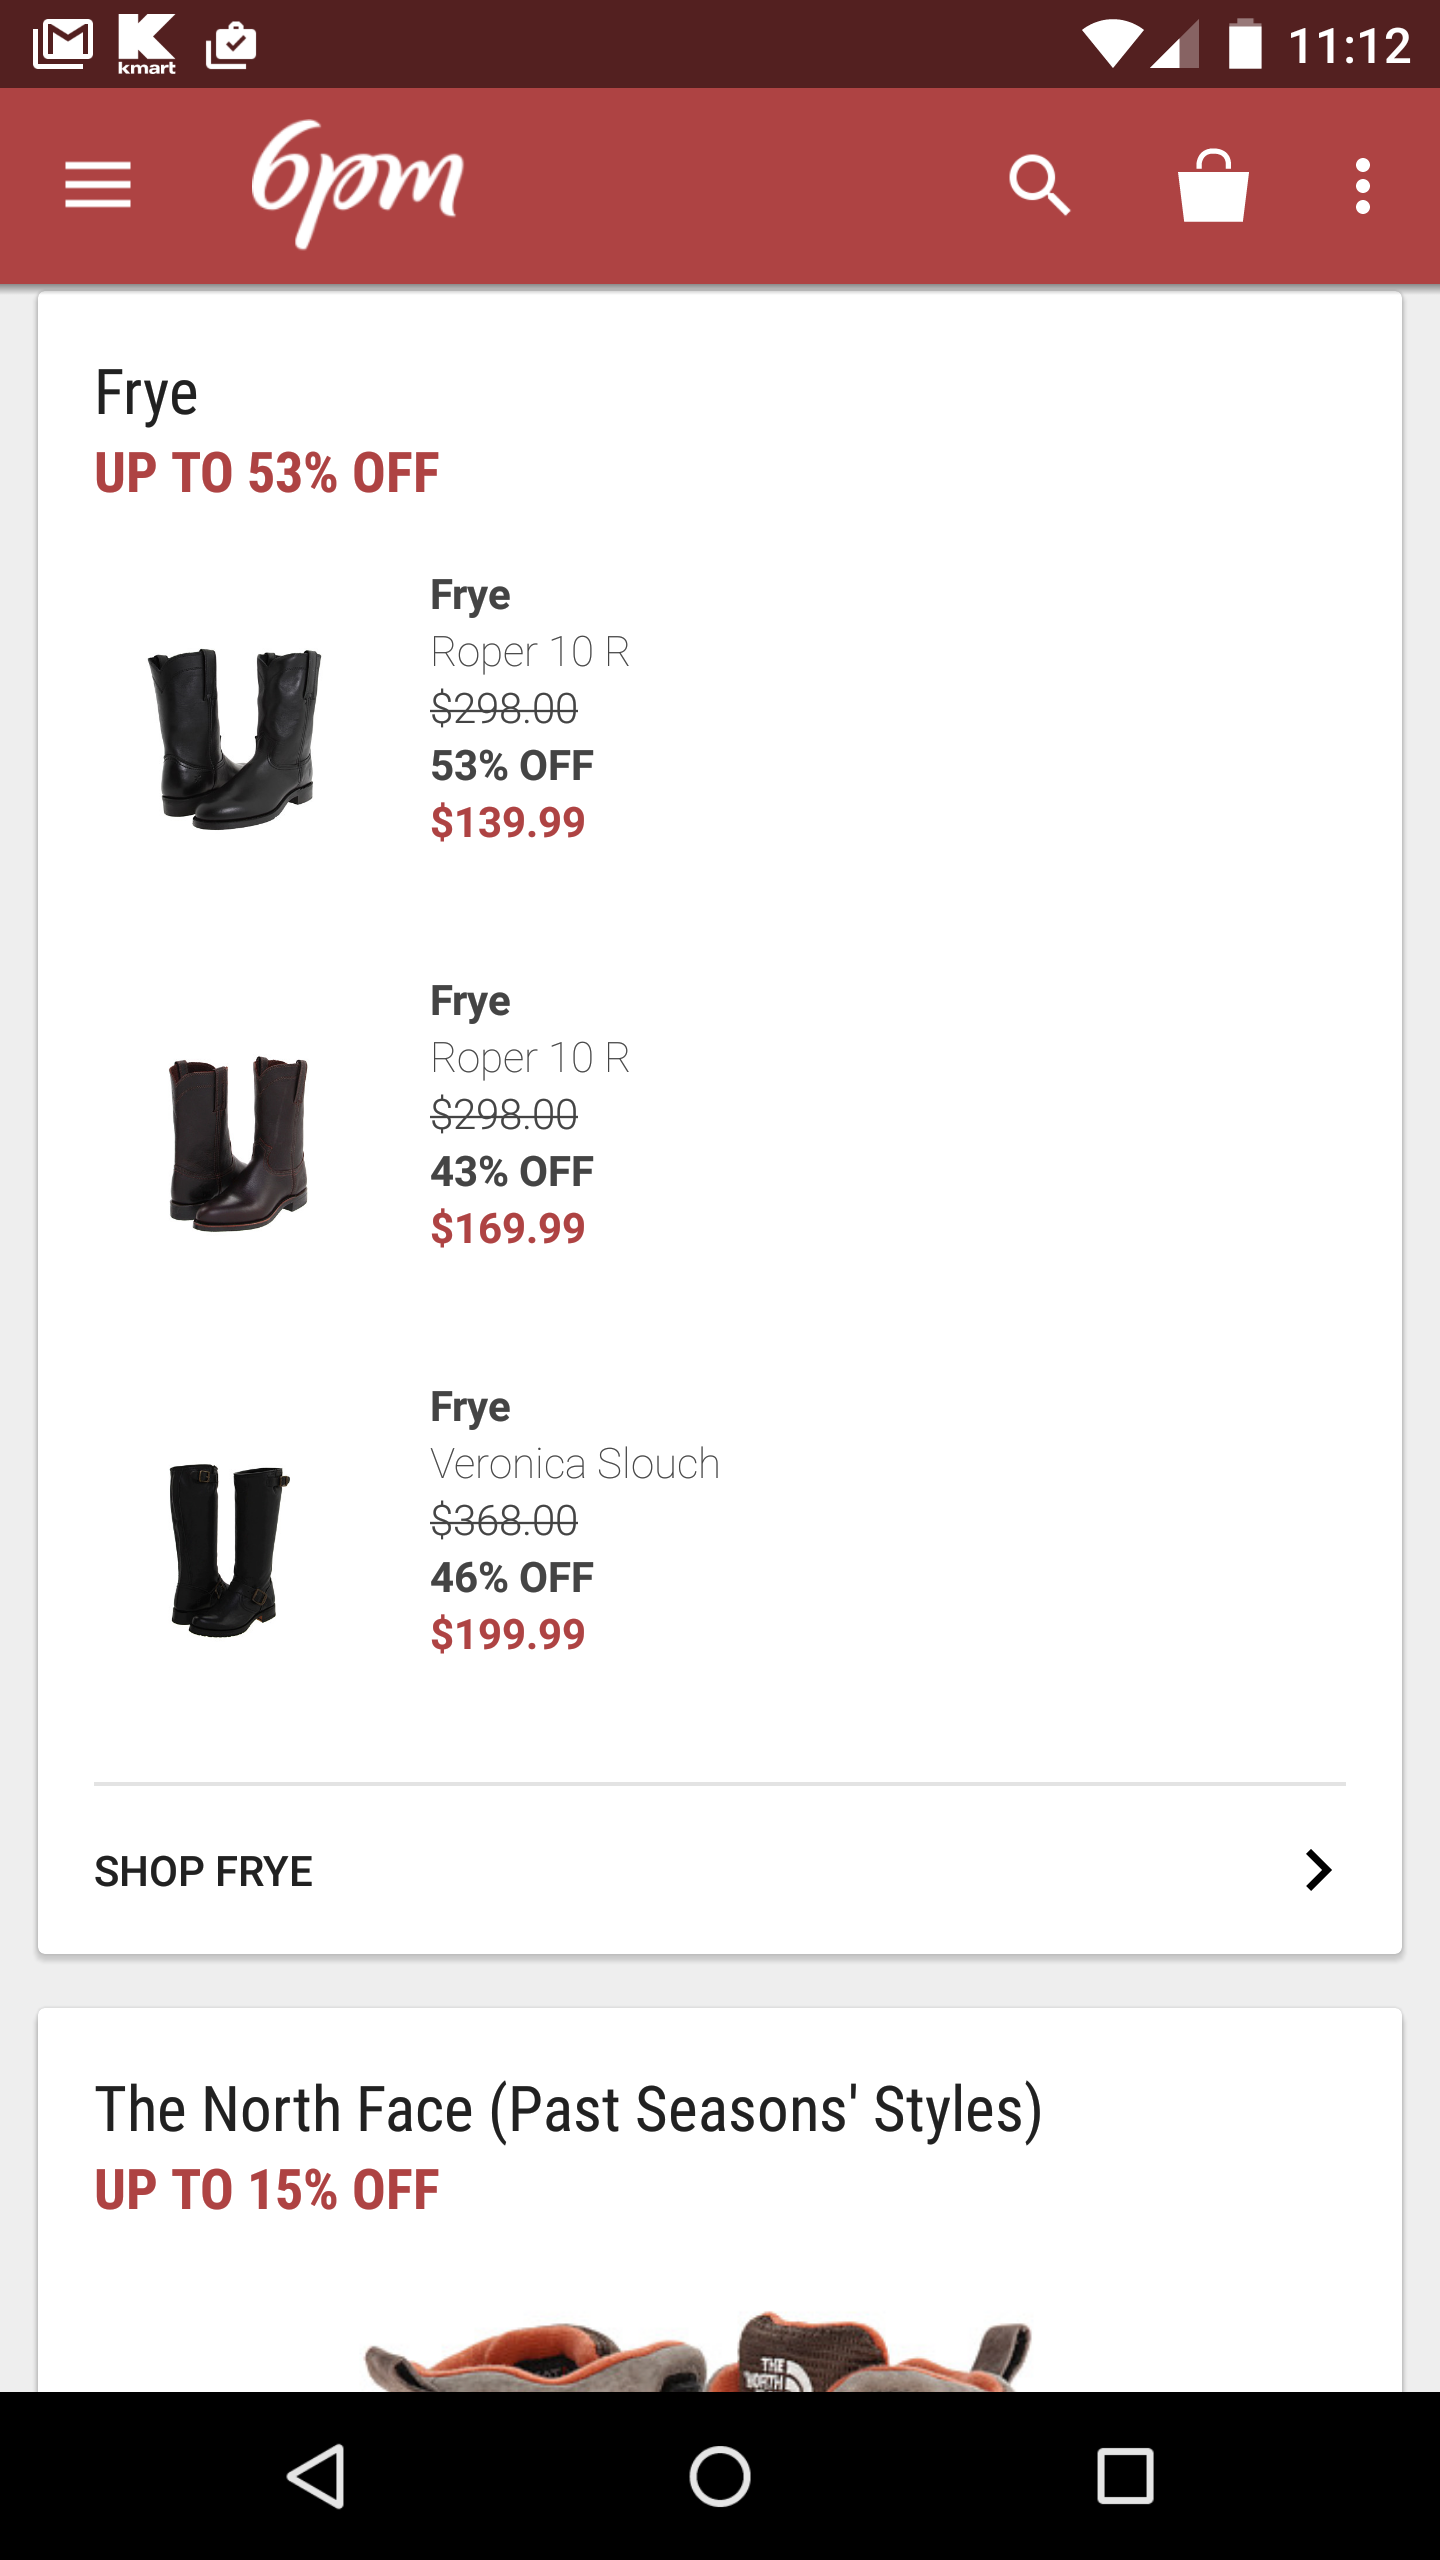 kmart
11:12
6pm
Frye
UP TO 53% OFF
Frye
Roper 10 R
$298.00
53% OFF
$139.99
Frye
Roper 10 R
$298.00
43% OFF
$169.99
Frye
Veronica Slouch
$368.00
46% OFF
$199.99
SHOP FRYE
The North Face (Past Seasons' Styles)
UP TO 15% OFF
THE
NORTH